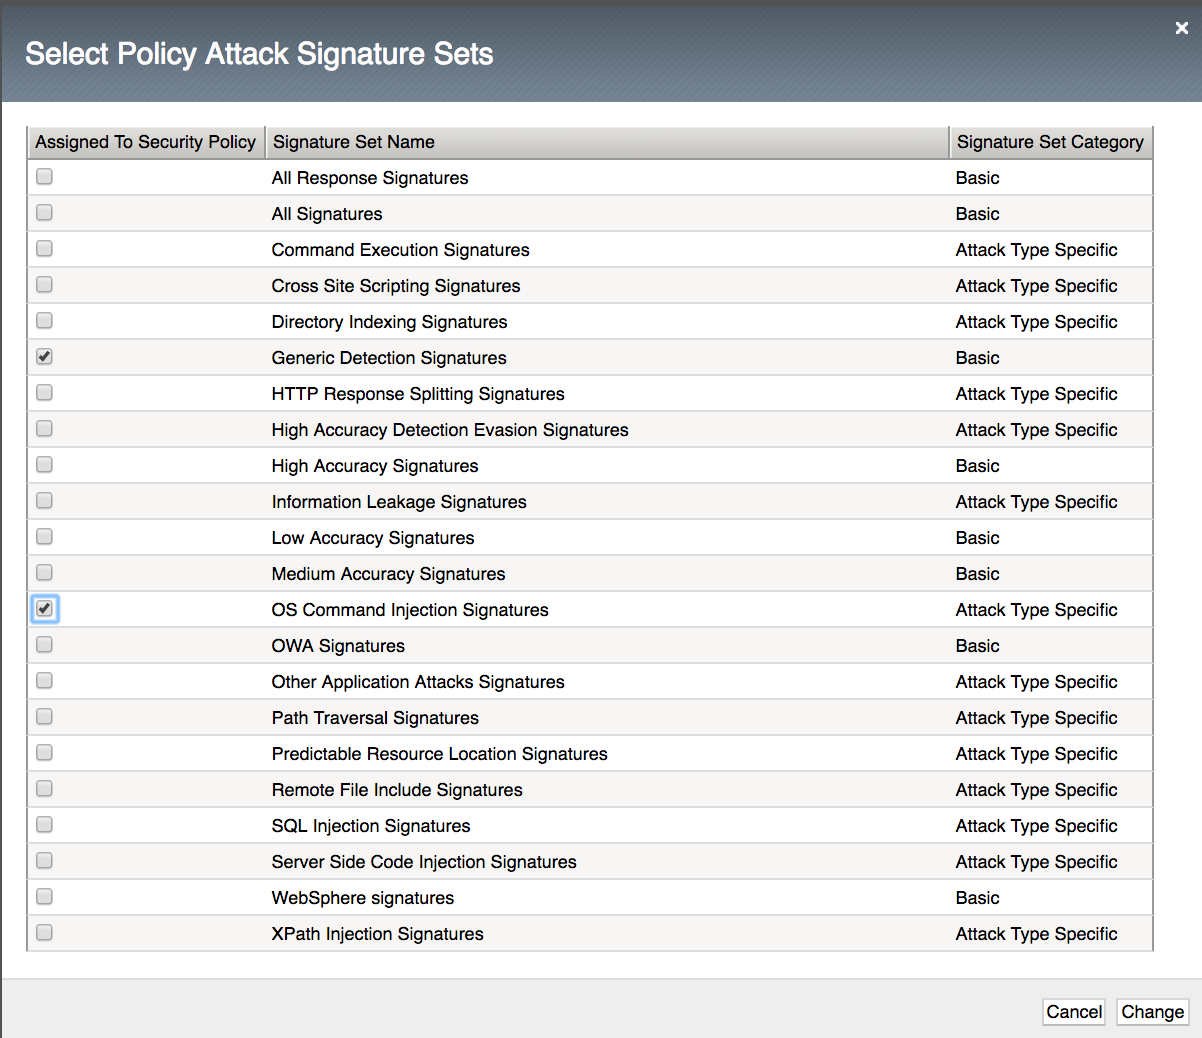 Select Policy Attack Signature Sets
Assigned To Security Policy Signature Set Name Signature Set Category
All Response Signatures Basic
All Signatures Basic
Command Execution Signatures Attack Type Specific
Cross Site Scripting Signatures Attack Type Specific
Directory Indexing Signatures Attack Type Specific
Generic Detection Signatures Basic
HTTP Response Splitting Signatures Attack Type Specific
High Accuracy Detection Evasion Signatures Attack Type Specific
High Accuracy Signatures Basic
Information Leakage Signatures Attack Type Specific
Low Accuracy Signatures Basic
Medium Accuracy Signatures Basic
OS Command Injection Signatures Attack Type Specific
OWA Signatures Basic
Other Application Attacks Signatures Attack Type Specific
Path Traversal Signatures Attack Type Specific
Predictable Resource Location Signatures Attack Type Specific
Remote File Include Signatures Attack Type Specific
SQL Injection Signatures Attack Type Specific
Server Side Code Injection Signatures Attack Type Specific
WebSphere signatures Basic
XPath Injection Signatures Attack Type Specific
Cancel Change